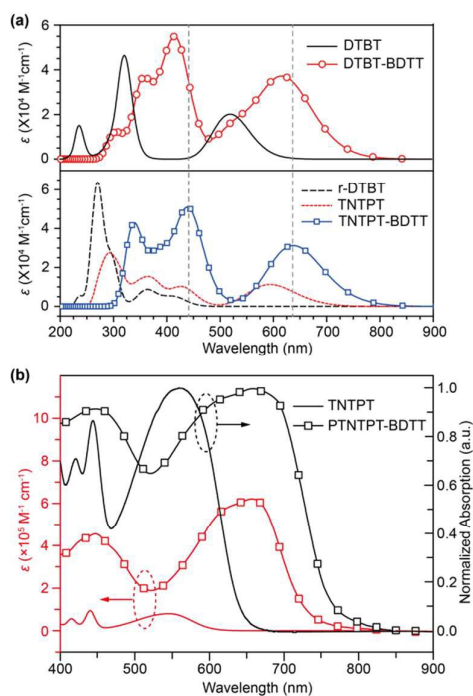 (a)
ε (X10⁴ M⁻¹cm⁻¹)
6
4
2
0
DTBT
DTBT-BDTT
ε (X10⁴ M⁻¹cm⁻¹)
6
4
2
0
r-DTBT
TNTPT
TNTPT-BDTT
200 300 400 500 600 700 800 900
Wavelength (nm)
(b)
ε (×10⁵ M⁻¹ cm⁻¹)
10
8
6
4
2
0
TNTPT
PTNTPT-BDTT
1.0
0.8
0.6
0.4
0.2
0
Normalized Absorption (a.u.)
400 500 600 700 800 900
Wavelength (nm)